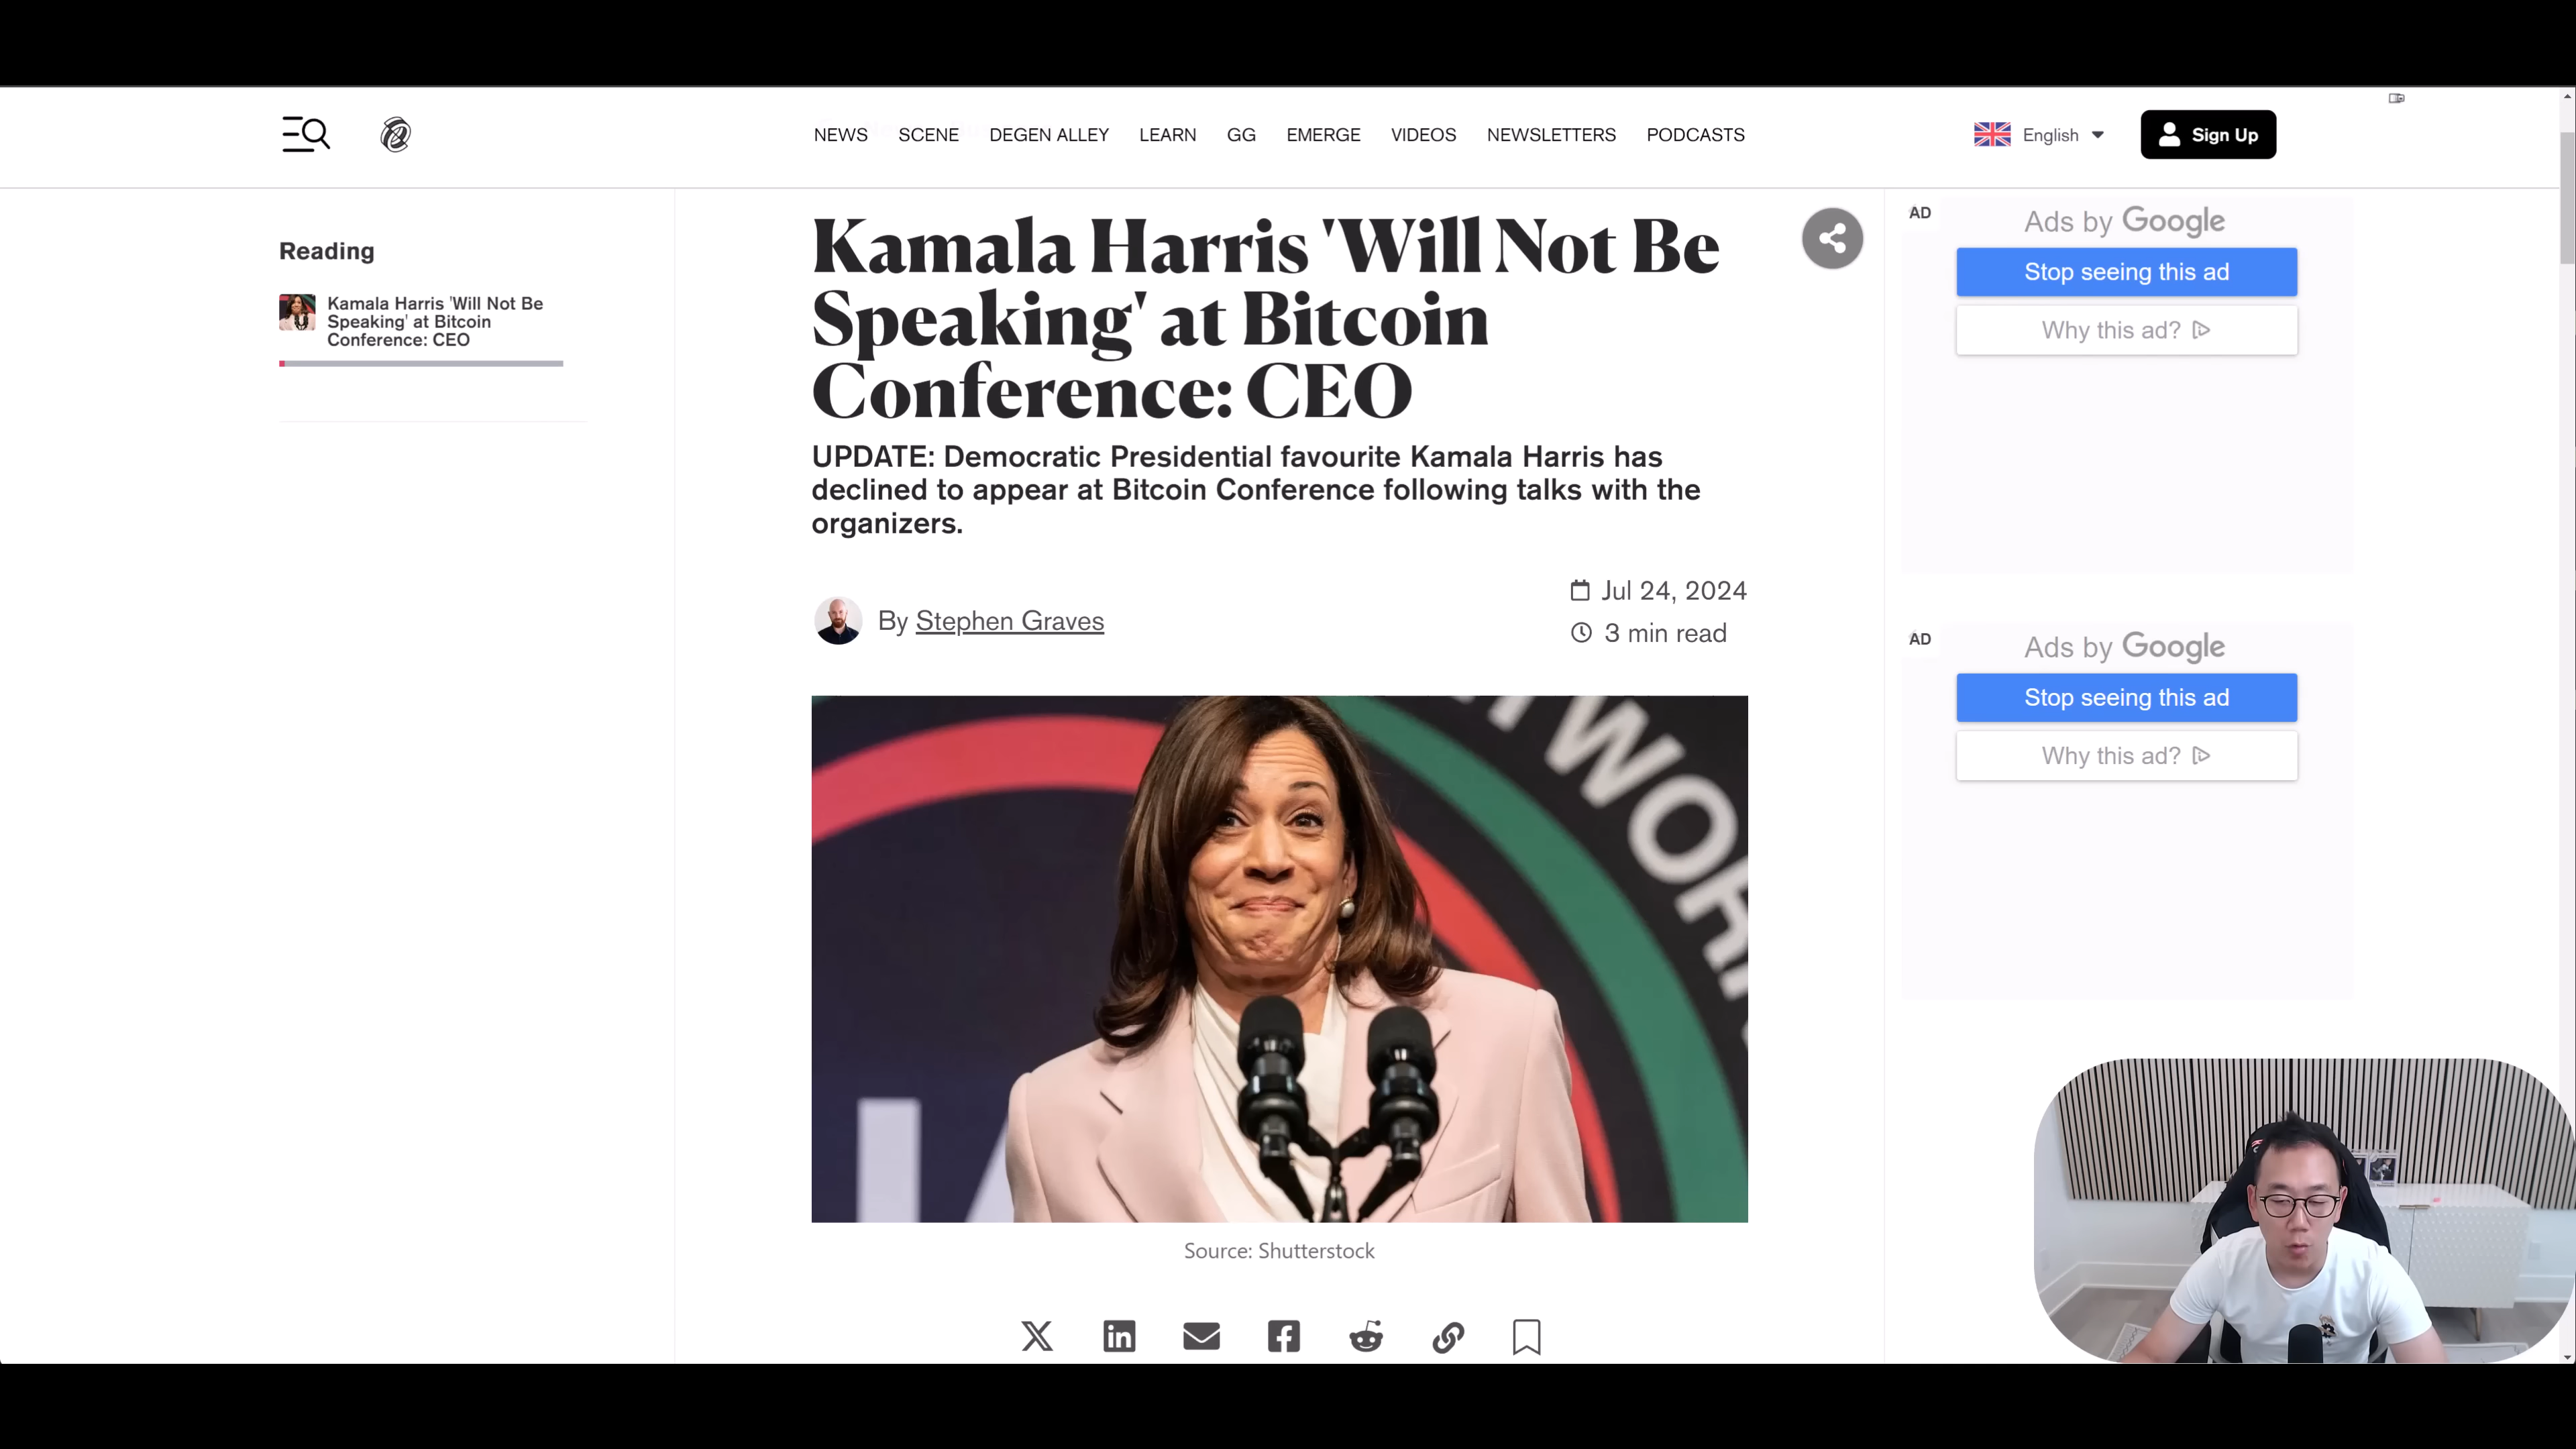 NEWS SCENE DEGEN ALLEY LEARN GG EMERGE VIDEOS NEWSLETTERS PODCASTS
English
Sign Up
Reading
Kamala Harris 'Will Not Be
Speaking' at Bitcoin
Conference: CEO
Kamala Harris 'Will Not Be
Speaking' at Bitcoin
Conference: CEO
UPDATE: Democratic Presidential favourite Kamala Harris has
declined to appear at Bitcoin Conference following talks with the
organizers.
By Stephen Graves
Jul 24, 2024
3 min read
Source: Shutterstock
AD
Ads by Google
Stop seeing this ad
Why this ad?
AD
Ads by Google
Stop seeing this ad
Why this ad?